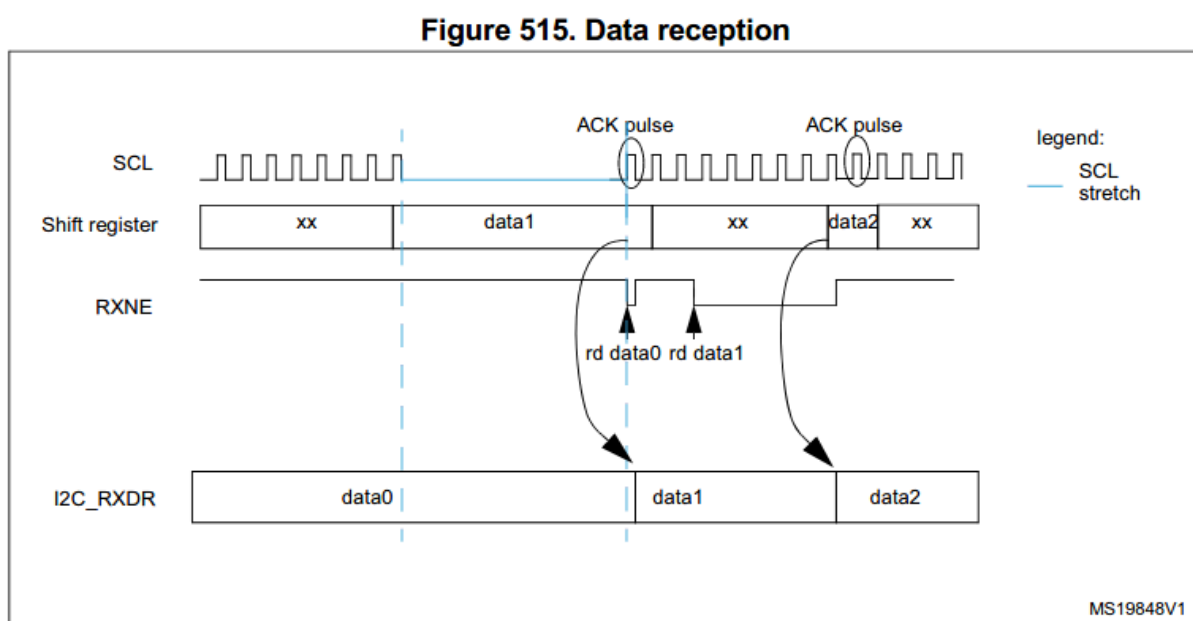 Figure 515. Data reception
ACK pulse
ACK pulse
legend:
SCL
SCL
stretch
Shift register
xx
data1
xx
data2
xx
RXNE
rd data0
rd data1
I2C_RXDR
data0
data1
data2
MS19848V1